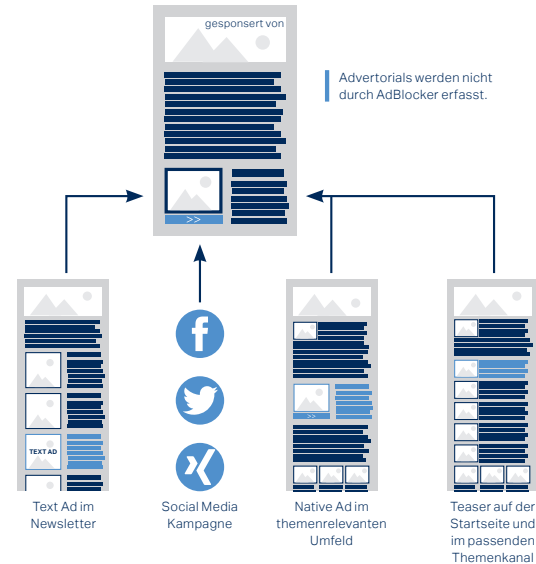 gesponsert von
Advertorials werden nicht
durch AdBlocker erfasst.
>>
>>
TEXT AD
Text Ad im
Newsletter
Social Media
Kampagne
Native Ad im
themenrelevanten
Umfeld
Teaser auf der
Startseite und
im passenden
Themenkanal